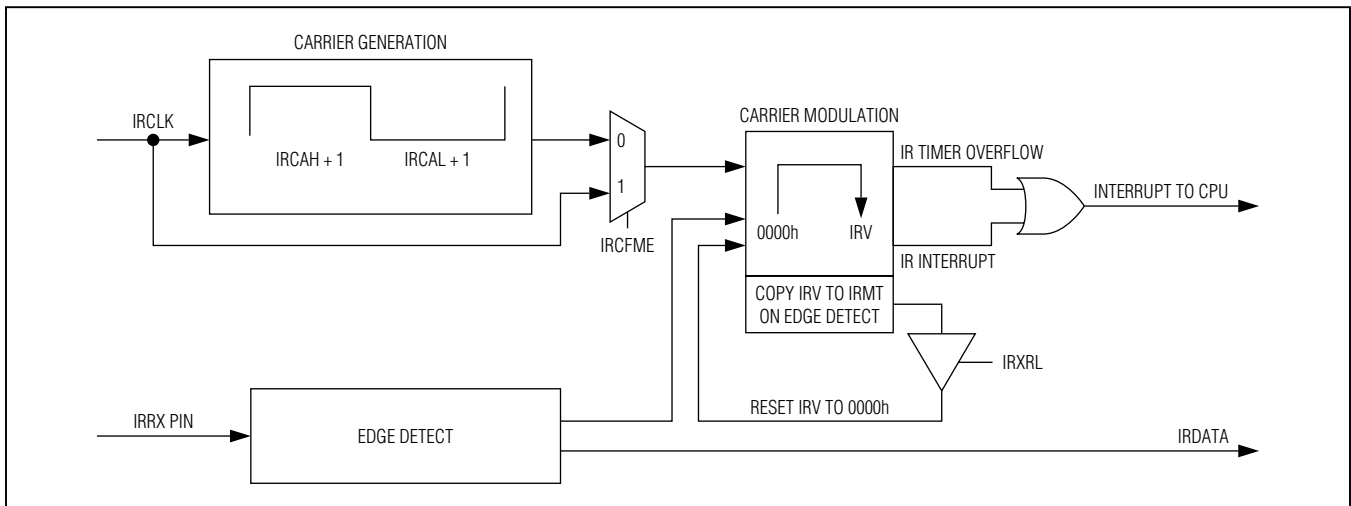 CARRIER GENERATION
IRCLK
IRCAH + 1
IRCAL + 1
0
1
IRCFME
CARRIER MODULATION
0000h
IRV
IR TIMER OVERFLOW
IR INTERRUPT
INTERRUPT TO CPU
COPY IRV TO IRMT
ON EDGE DETECT
IRXRL
RESET IRV TO 0000h
IRRX PIN
EDGE DETECT
IRDATA